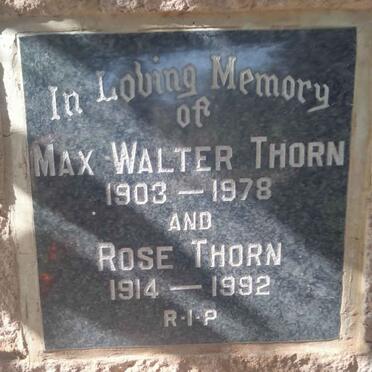 In Loving Memory
of
MAX WALTER THORN
1903 — 1978
AND
ROSE THORN
1914 — 1992
R·I·P